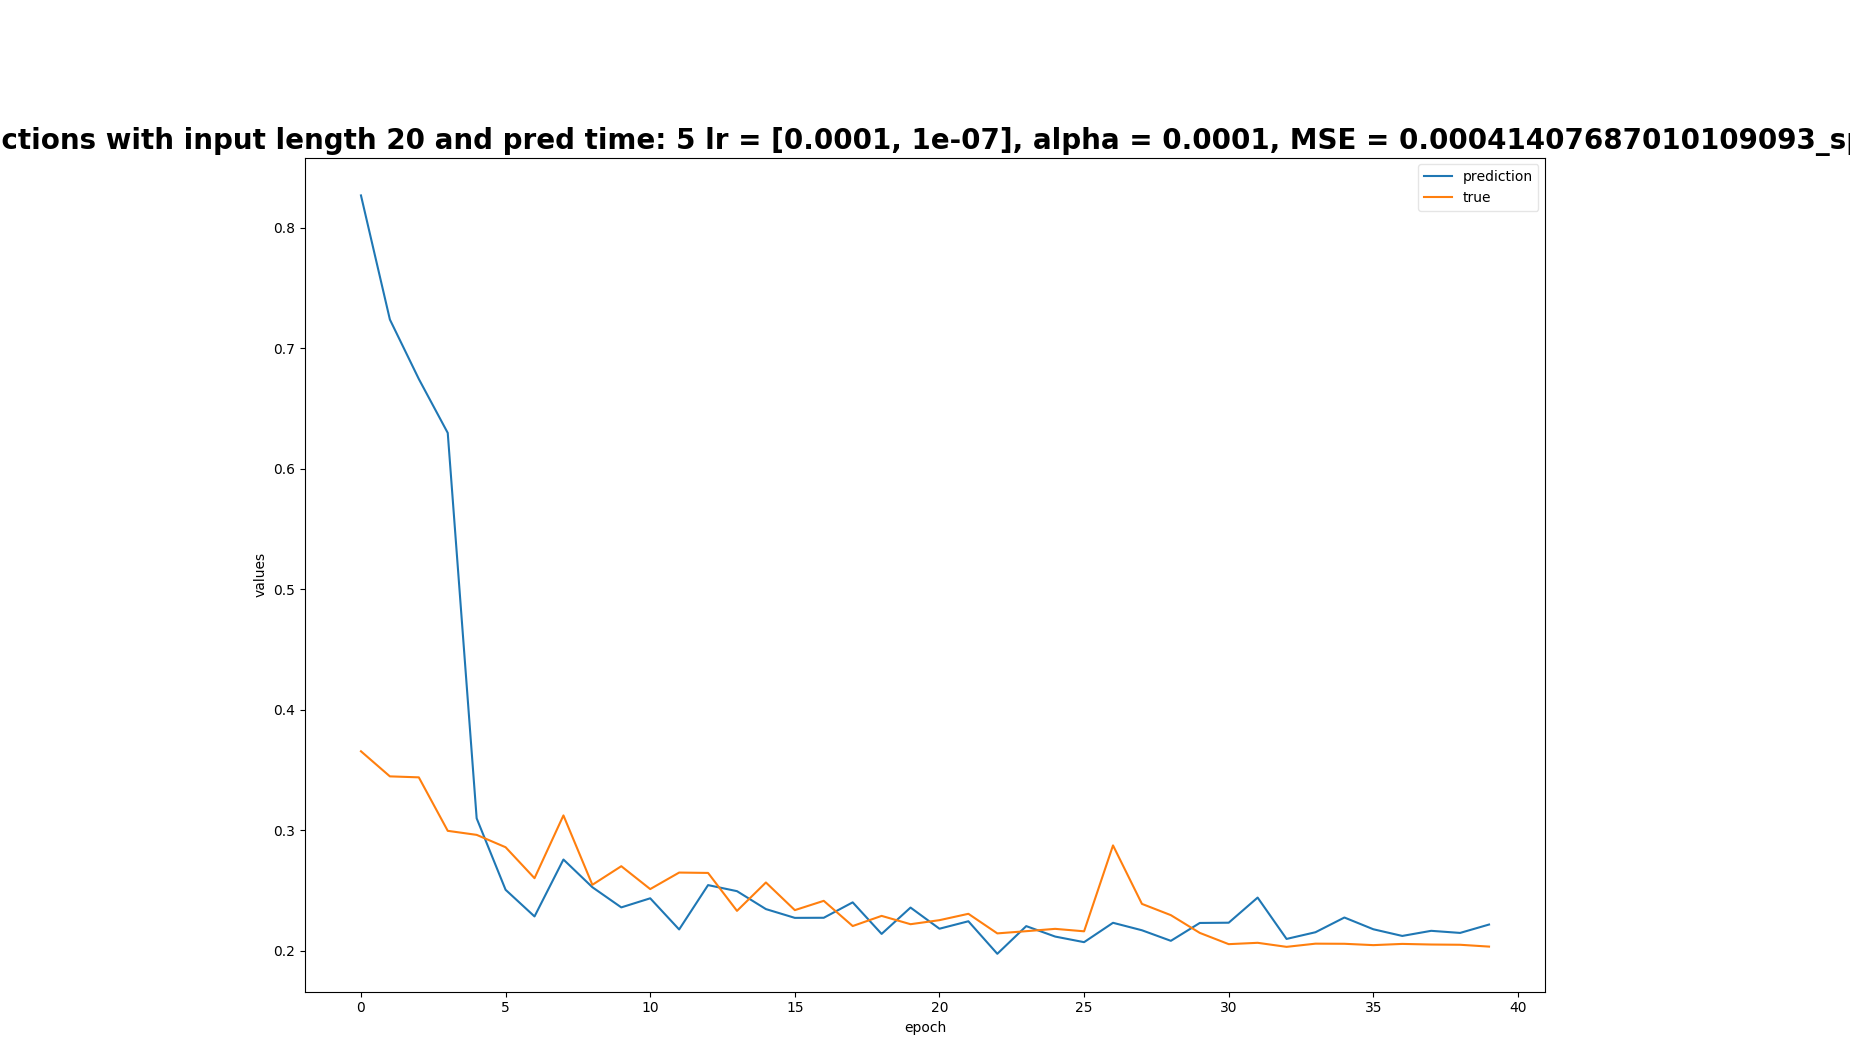 ctions with input length 20 and pred time: 5 lr = [0.0001, 1e-07], alpha = 0.0001, MSE = 0.00041407687010109093_s
prediction
true
0.8
0.7
0.6
0.5
0.4
0.3
0.2
values
0 5 10 15 20 25 30 35 40
epoch